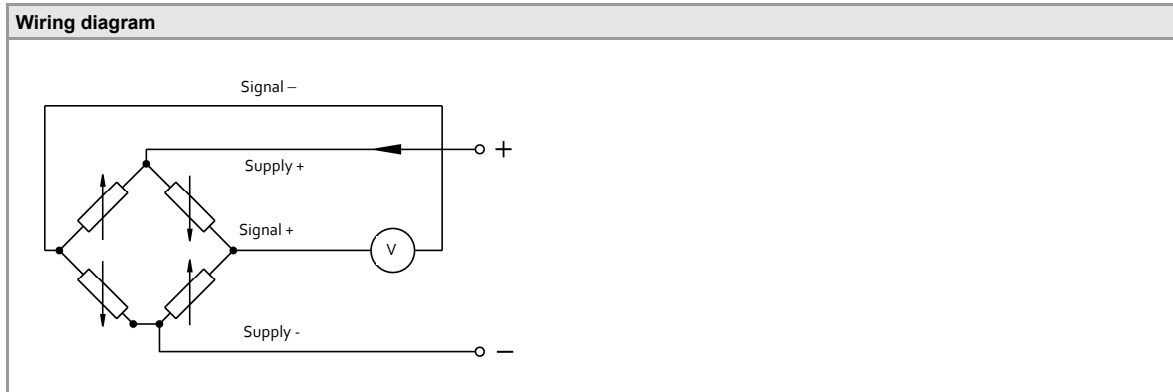 Wiring diagram
Signal –
+
Supply +
Signal +
V
Supply -
–